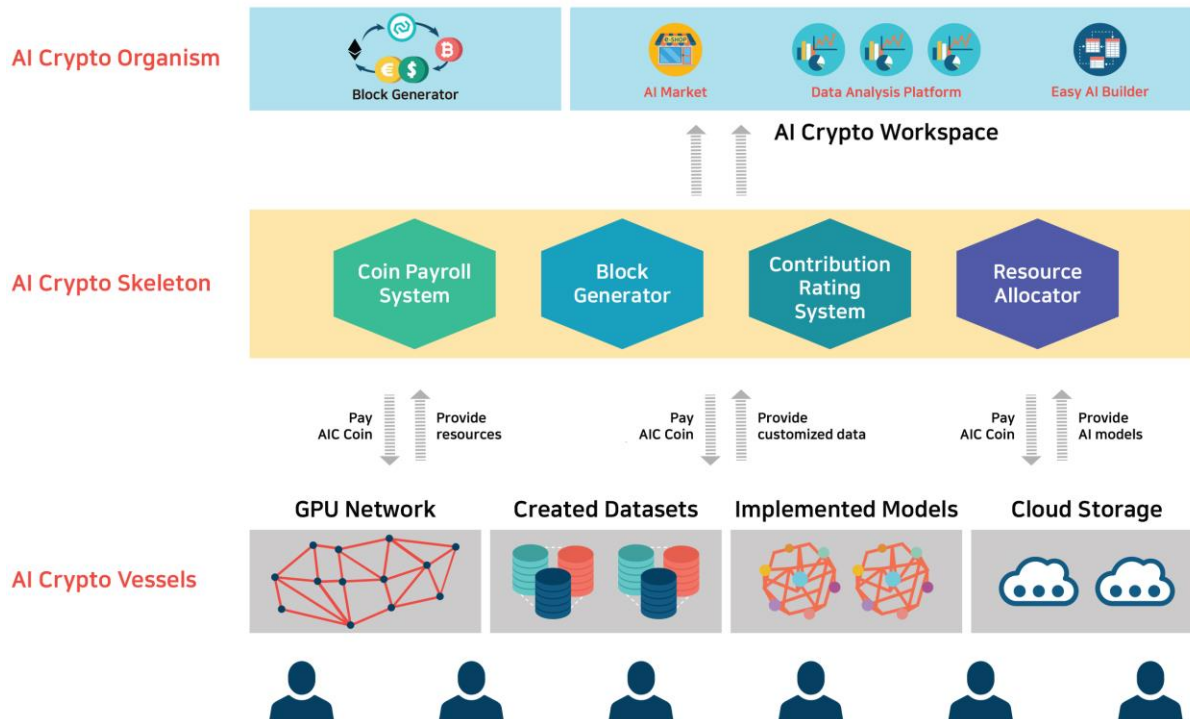 AI Crypto Organism
Block Generator
E-SHOP
AI Market
Data Analysis Platform
Easy AI Builder
AI Crypto Workspace
AI Crypto Skeleton
Coin Payroll
System
Block
Generator
Contribution
Rating
System
Resource
Allocator
Pay
AIC Coin
Provide
resources
Pay
AIC Coin
Provide
customized data
Pay
AIC Coin
Provide
AI models
GPU Network
Created Datasets
Implemented Models
Cloud Storage
AI Crypto Vessels